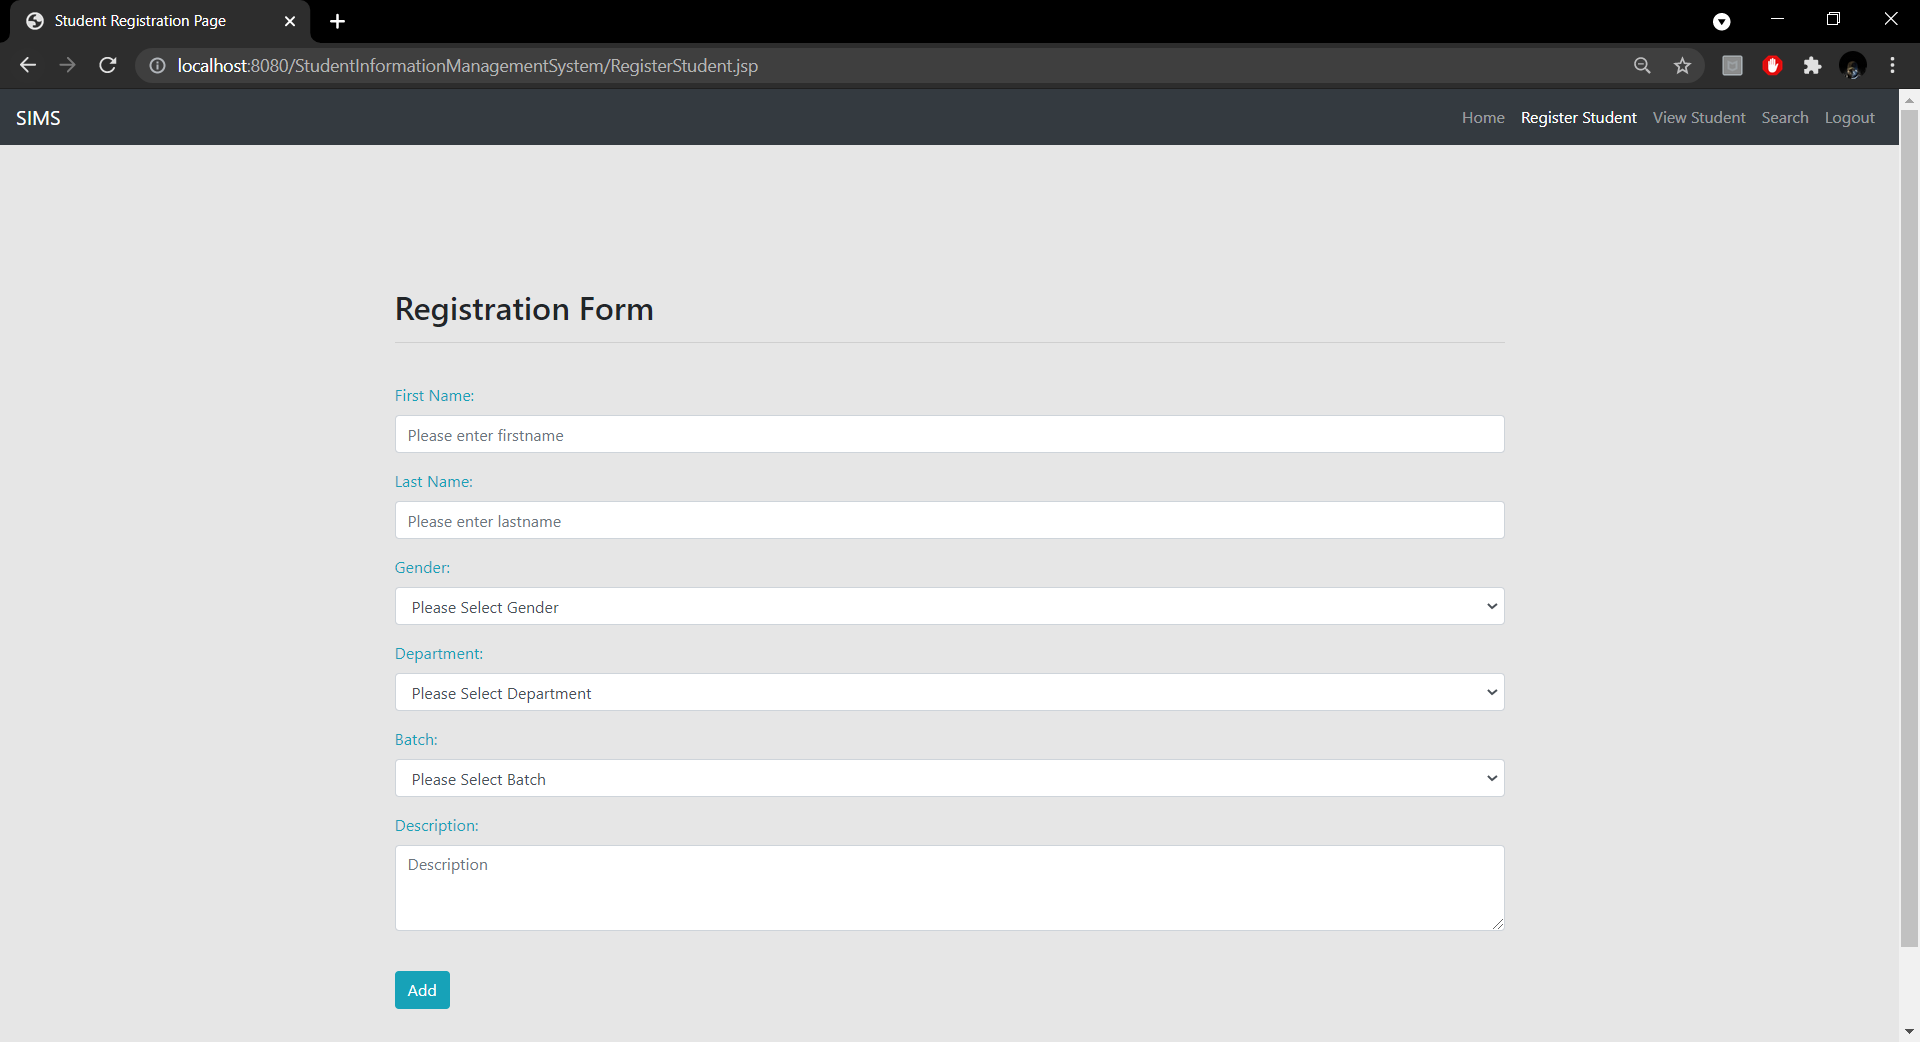 Student Registration Page
localhost:8080/StudentInformationManagementSystem/RegisterStudent.jsp
SIMS
Home Register Student View Student Search Logout
Registration Form
First Name:
Please enter firstname
Last Name:
Please enter lastname
Gender:
Please Select Gender
Department:
Please Select Department
Batch:
Please Select Batch
Description:
Description
Add